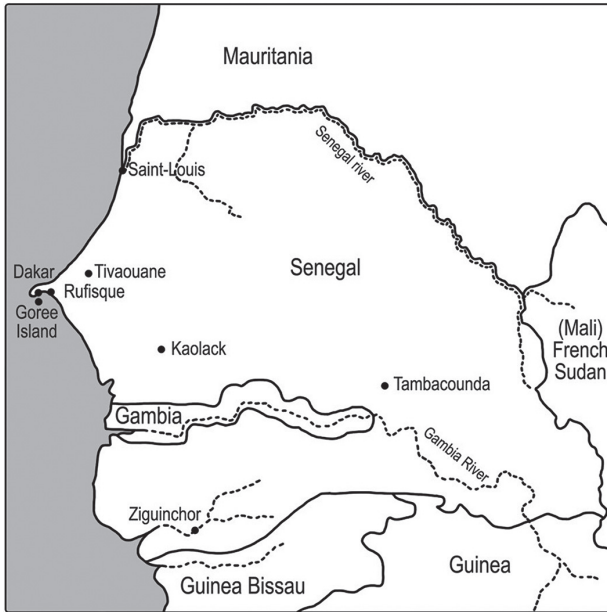 Mauritania
Senegal river
Saint-Louis
Dakar
Tivaouane
Rufisque
Goree
Island
Senegal
(Mali)
French
Sudan
Kaolack
Tambacounda
Gambia
Gambia River
Ziguinchor
Guinea Bissau
Guinea